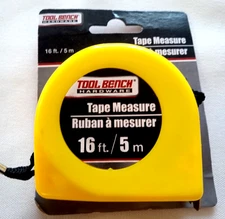 TOOL BENCH
HARDWARE
Tape Measure
à mesurer
16 ft. / 5 m
TOOL BENCH
HARDWARE
Tape Measure
Ruban à mesurer
16 ft./5 m